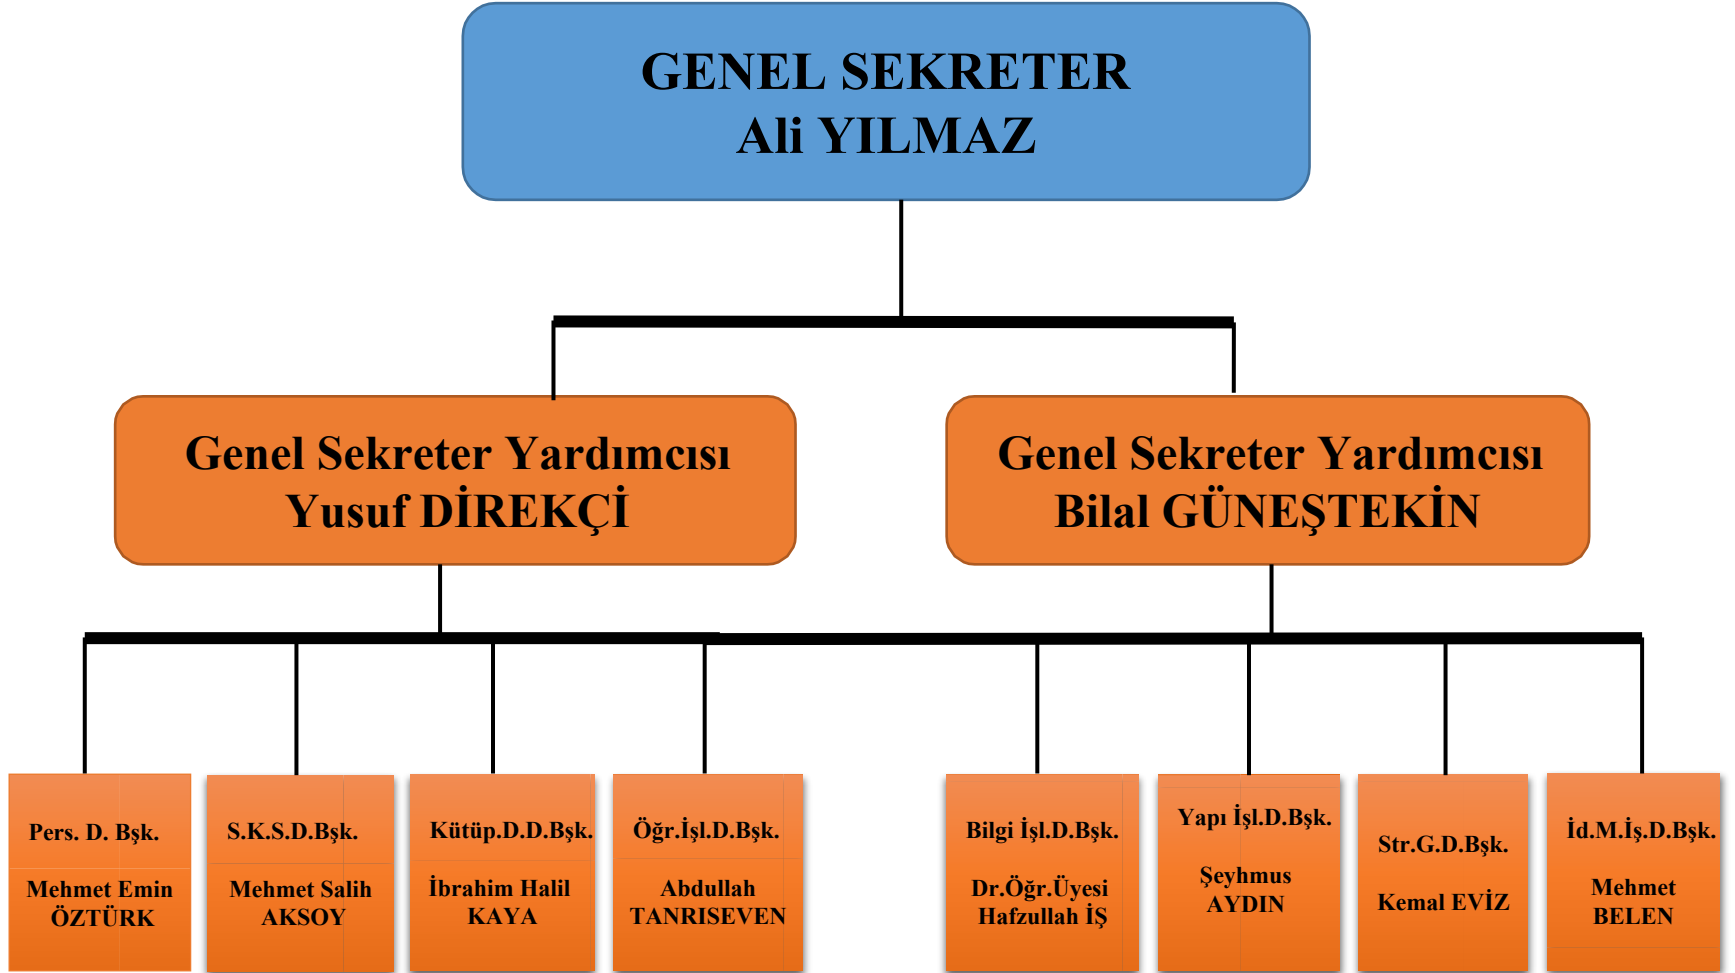 GENEL SEKRETER
Ali YILMAZ
Genel Sekreter Yardımcısı
Yusuf DİREKÇİ
Genel Sekreter Yardımcısı
Bilal GÜNEŞTEKİN
Pers. D. Bşk.
Mehmet Emin
ÖZTÜRK
S.K.S.D.Bşk.
Mehmet Salih
AKSOY
Kütüp.D.D.Bşk.
İbrahim Halil
KAYA
Öğr.İşl.D.Bşk.
Abdullah
TANRISEVEN
Bilgi İşl.D.Bşk.
Dr.Öğr.Üyesi
Hafzullah İŞ
Yapı İşl.D.Bşk.
Şeyhmus
AYDIN
Str.G.D.Bşk.
Kemal EVİZ
İd.M.İş.D.Bşk.
Mehmet
BELEN